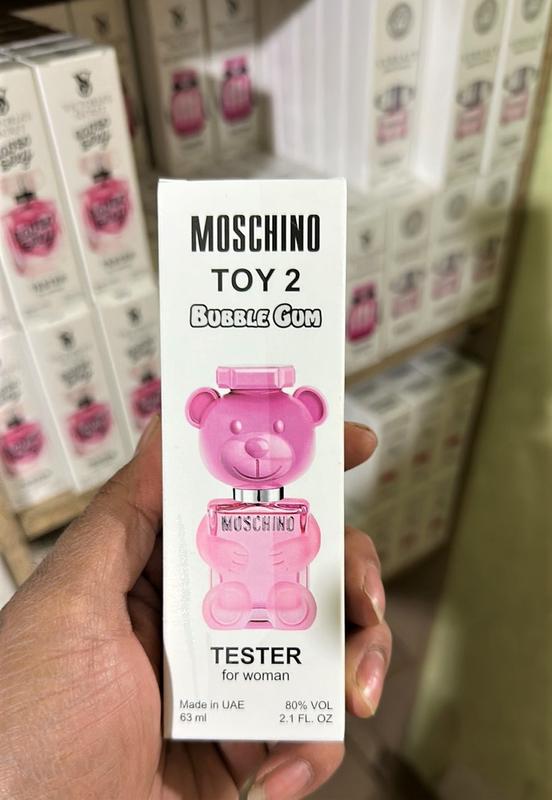 MOSCHINO
TOY 2
BUBBLE GUM
MOSCHINO
TESTER
for woman
Made in UAE 80% VOL
63 ml 2.1 FL. OZ